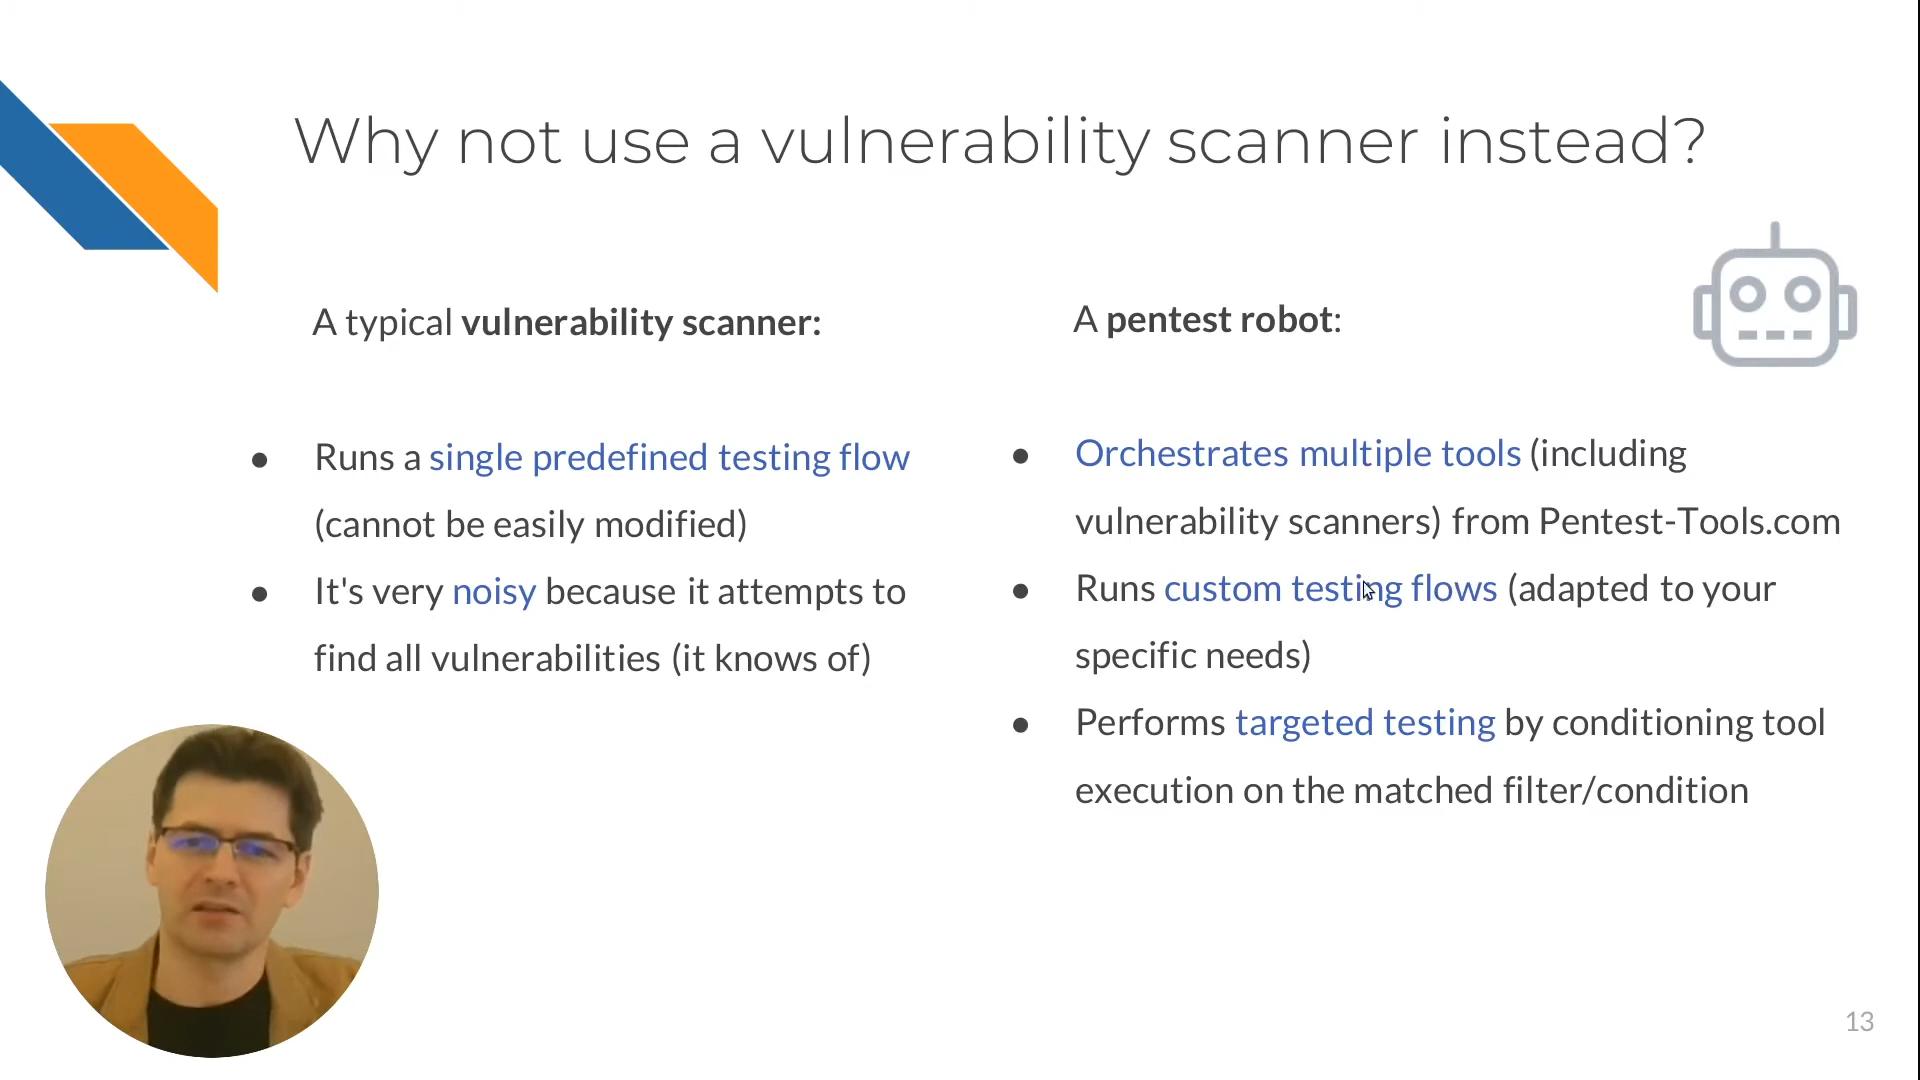 Why not use a vulnerability scanner instead?
A typical vulnerability scanner:
● Runs a single predefined testing flow
(cannot be easily modified)
● It's very noisy because it attempts to
find all vulnerabilities (it knows of)
A pentest robot:
● Orchestrates multiple tools (including
vulnerability scanners) from Pentest-Tools.com
● Runs custom testing flows (adapted to your
specific needs)
● Performs targeted testing by conditioning tool
execution on the matched filter/condition
13